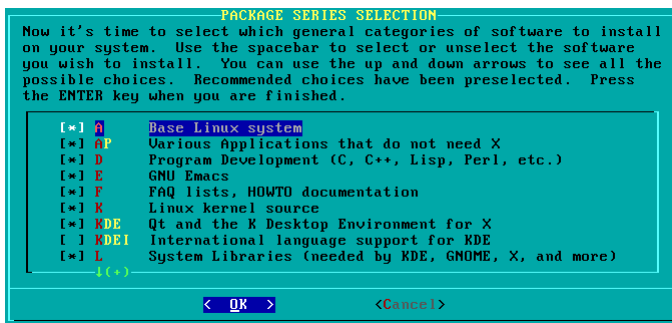 PACKAGE SERIES SELECTION
Now it's time to select which general categories of software to install
on your system.  Use the spacebar to select or unselect the software
you wish to install.  You can use the up and down arrows to see all the
possible choices.  Recommended choices have been preselected.  Press
the ENTER key when you are finished.
[*] A Base Linux system
[*] AP Various Applications that do not need X
[*] D Program Development (C, C++, Lisp, Perl, etc.)
[*] E GNU Emacs
[*] F FAQ lists, HOWTO documentation
[*] K Linux kernel source
[*] KDE Qt and the K Desktop Environment for X
[ ] KDEI International language support for KDE
[*] L System Libraries (needed by KDE, GNOME, X, and more)
↓(+)
< OK > <Cancel>